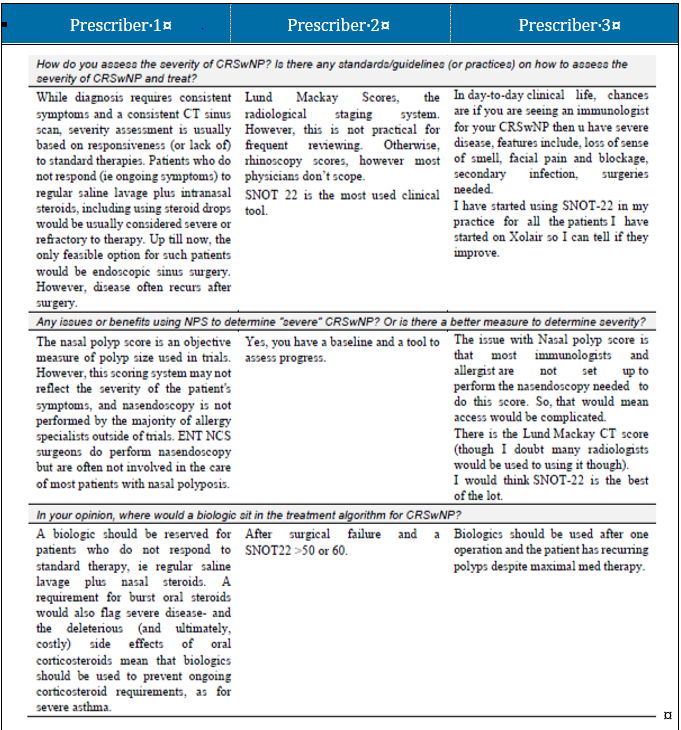 Prescriber·1¤
Prescriber·2¤
Prescriber·3¤
How do you assess the severity of CRSwNP? Is there any standards/guidelines (or practices) on how to assess the
severity of CRSwNP and treat?
While diagnosis requires consistent
symptoms and a consistent CT sinus
scan, severity assessment is usually
based on responsiveness (or lack of)
to standard therapies. Patients who do
not respond (ie ongoing symptoms) to
regular saline lavage plus intranasal
steroids, including using steroid drops
would be usually considered severe or
refractory to therapy. Up till now, the
only feasible option for such patients
would be endoscopic sinus surgery.
However, disease often recurs after
surgery.
Lund Mackay Scores, the
radiological staging system.
However, this is not practical for
frequent reviewing. Otherwise,
rhinoscopy scores, however most
physicians don't scope.
SNOT 22 is the most used clinical
tool.
In day-to-day clinical life, chances
are if you are seeing an immunologist
for your CRSwNP then u have severe
disease, features include, loss of sense
of smell, facial pain and blockage,
secondary infection, surgeries
needed.
I have started using SNOT-22 in my
practice for all the patients I have
started on Xolair so I can tell if they
improve.
Any issues or benefits using NPS to determine "severe" CRSwNP? Or is there a better measure to determine severity?
The nasal polyp score is an objective
measure of polyp size used in trials.
However, this scoring system may not
reflect the severity of the patient's
symptoms, and nasendoscopy is not
performed by the majority of allergy
specialists outside of trials. ENT NCS
surgeons do perform nasendoscopy
but are often not involved in the care
of most patients with nasal polyposis.
Yes, you have a baseline and a tool to
assess progress.
The issue with Nasal polyp score is
that most immunologists and
allergist are not set up to
perform the nasendoscopy needed to
do this score. So, that would mean
access would be complicated.
There is the Lund Mackay CT score
(though I doubt many radiologists
would be used to using it though).
I would think SNOT-22 is the best
of the lot.
In your opinion, where would a biologic sit in the treatment algorithm for CRSwNP?
A biologic should be reserved for
patients who do not respond to
standard therapy, ie regular saline
lavage plus nasal steroids. A
requirement for burst oral steroids
would also flag severe disease- and
the deleterious (and ultimately,
costly) side effects of oral
corticosteroids mean that biologics
should be used to prevent ongoing
corticosteroid requirements, as for
severe asthma.
After surgical failure and a
SNOT22 >50 or 60.
Biologics should be used after one
operation and the patient has recurring
polyps despite maximal med therapy.
¤